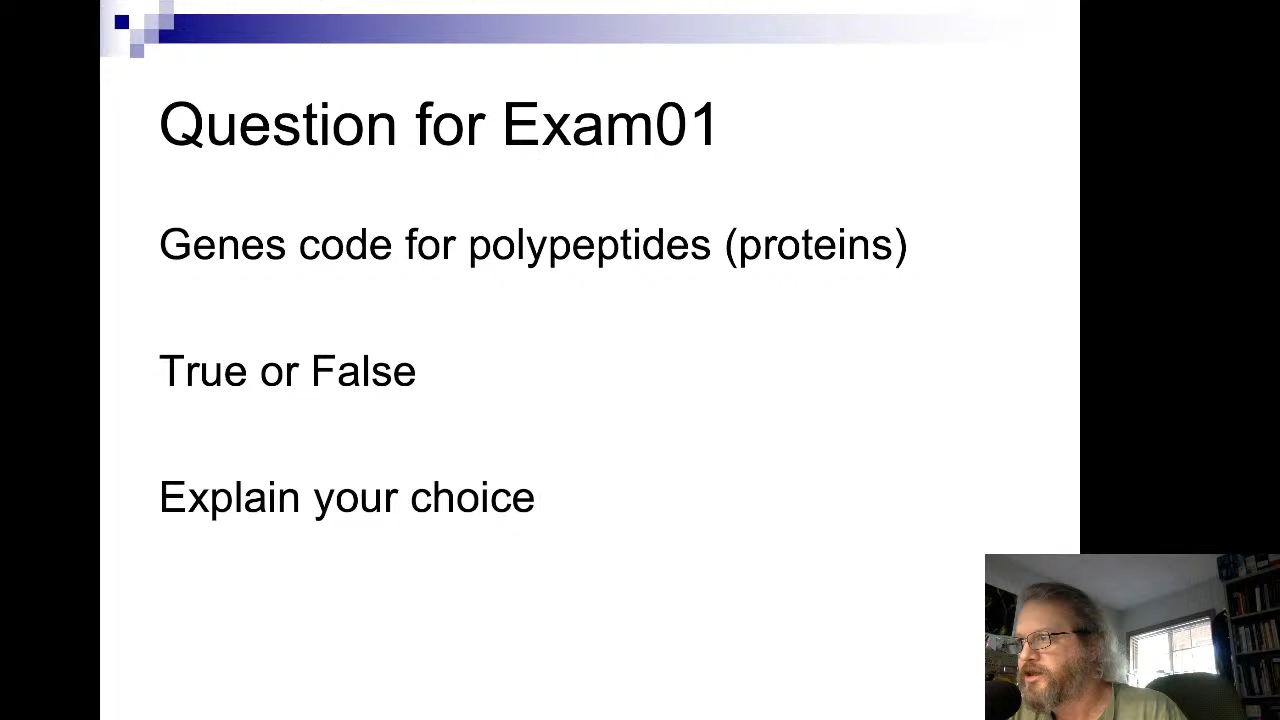 Question for Exam01
Genes code for polypeptides (proteins)
True or False
Explain your choice